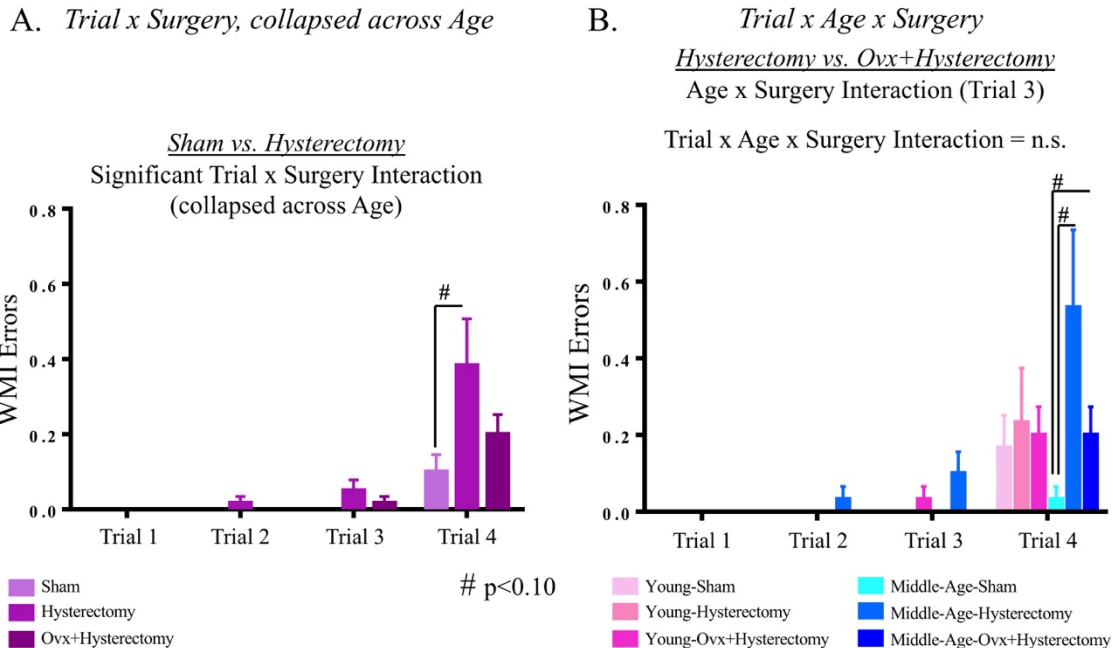 A. Trial x Surgery, collapsed across Age
Sham vs. Hysterectomy
Significant Trial x Surgery Interaction
(collapsed across Age)
WMI Errors
0.8
0.6
0.4
0.2
0.0
#
Trial 1 Trial 2 Trial 3 Trial 4
Sham
Hysterectomy
Ovx+Hysterectomy
# p<0.10
B. Trial x Age x Surgery
Hysterectomy vs. Ovx+Hysterectomy
Age x Surgery Interaction (Trial 3)
Trial x Age x Surgery Interaction = n.s.
WMI Errors
0.8
0.6
0.4
0.2
0.0
#
#
Trial 1 Trial 2 Trial 3 Trial 4
Young-Sham
Young-Hysterectomy
Young-Ovx+Hysterectomy
Middle-Age-Sham
Middle-Age-Hysterectomy
Middle-Age-Ovx+Hysterectomy